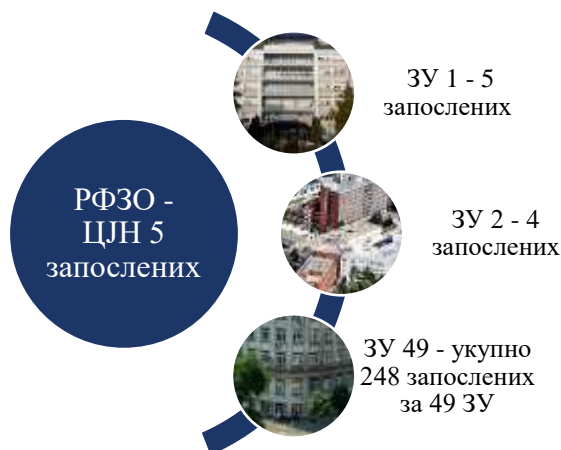 РФЗО -
ЦЈН 5
запослених
ЗУ 1 - 5
запослених
ЗУ 2 - 4
запослених
ЗУ 49 - укупно
248 запослених
за 49 ЗУ